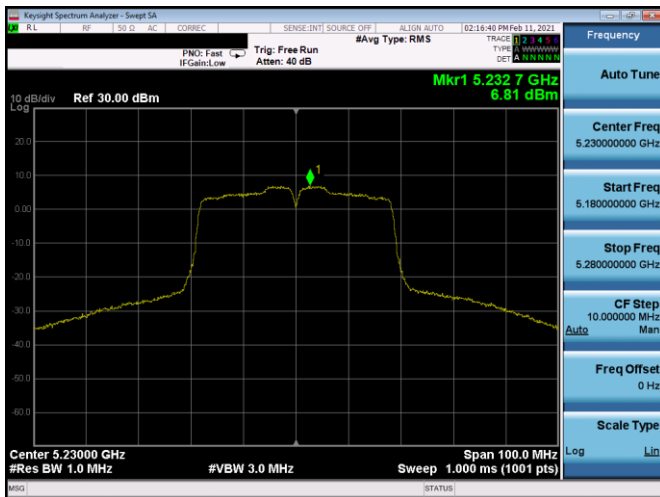 Keysight Spectrum Analyzer - Swept SA
RL RF 50 Ω AC CORREC SENSE:INT SOURCE OFF ALIGN AUTO 02:16:40 PM Feb 11, 2021
#Avg Type: RMS
TRACE 1 2 3 4 5 6
TYPE A WWWWW
DET A NNNNN
PNO: Fast
IFGain:Low
Trig: Free Run
Atten: 40 dB
Frequency
Mkr1 5.232 7 GHz
6.81 dBm
10 dB/div
Log
Ref 30.00 dBm
Auto Tune
20.0
10.0
0.00
-10.0
-20.0
-30.0
-40.0
-50.0
-60.0
1
Center Freq
5.230000000 GHz
Start Freq
5.180000000 GHz
Stop Freq
5.280000000 GHz
CF Step
10.000000 MHz
Auto Man
Freq Offset
0 Hz
Scale Type
Log Lin
Center 5.23000 GHz
Span 100.0 MHz
#Res BW 1.0 MHz
#VBW 3.0 MHz
Sweep 1.000 ms (1001 pts)
MSG
STATUS